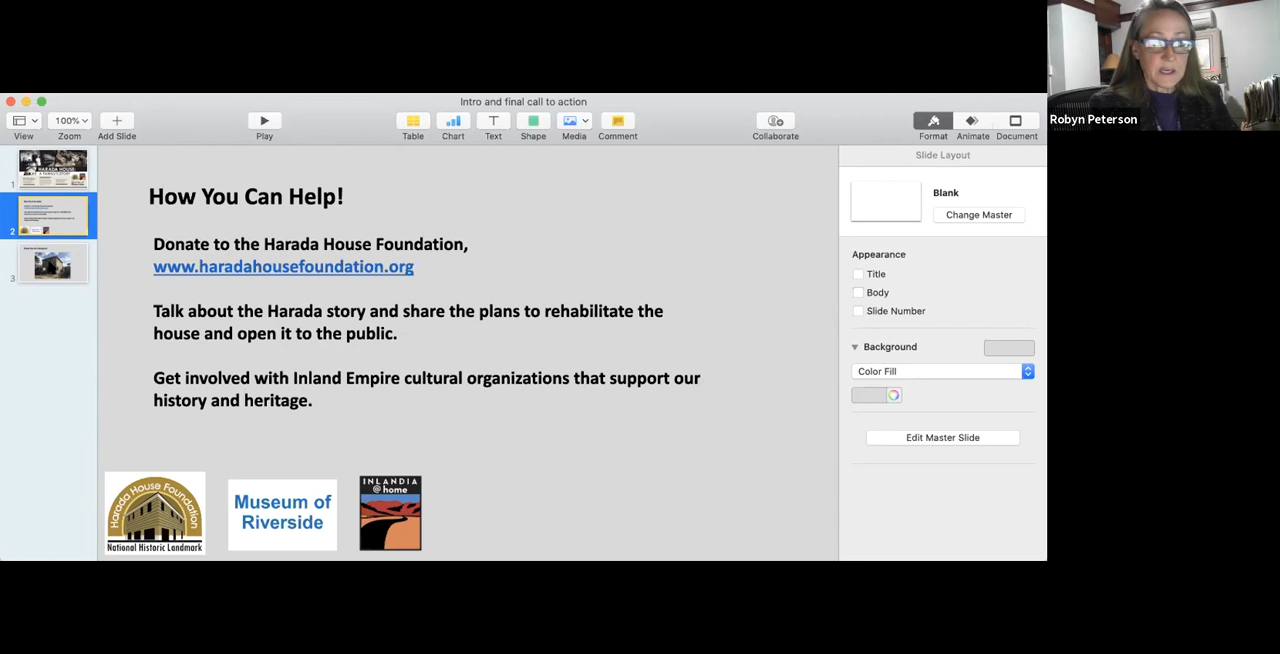 Intro and final call to action
View
100%
Zoom
Add Slide
Play
Table
Chart
Text
Shape
Media
Comment
Collaborate
Format
Animate
Document
1
2
3
How You Can Help!
Donate to the Harada House Foundation,
www.haradahousefoundation.org
Talk about the Harada story and share the plans to rehabilitate the
house and open it to the public.
Get involved with Inland Empire cultural organizations that support our
history and heritage.
Harada House Foundation
National Historic Landmark
Museum of
Riverside
INLANDIA
@ home
Slide Layout
Blank
Change Master
Appearance
Title
Body
Slide Number
Background
Color Fill
Edit Master Slide
Robyn Peterson